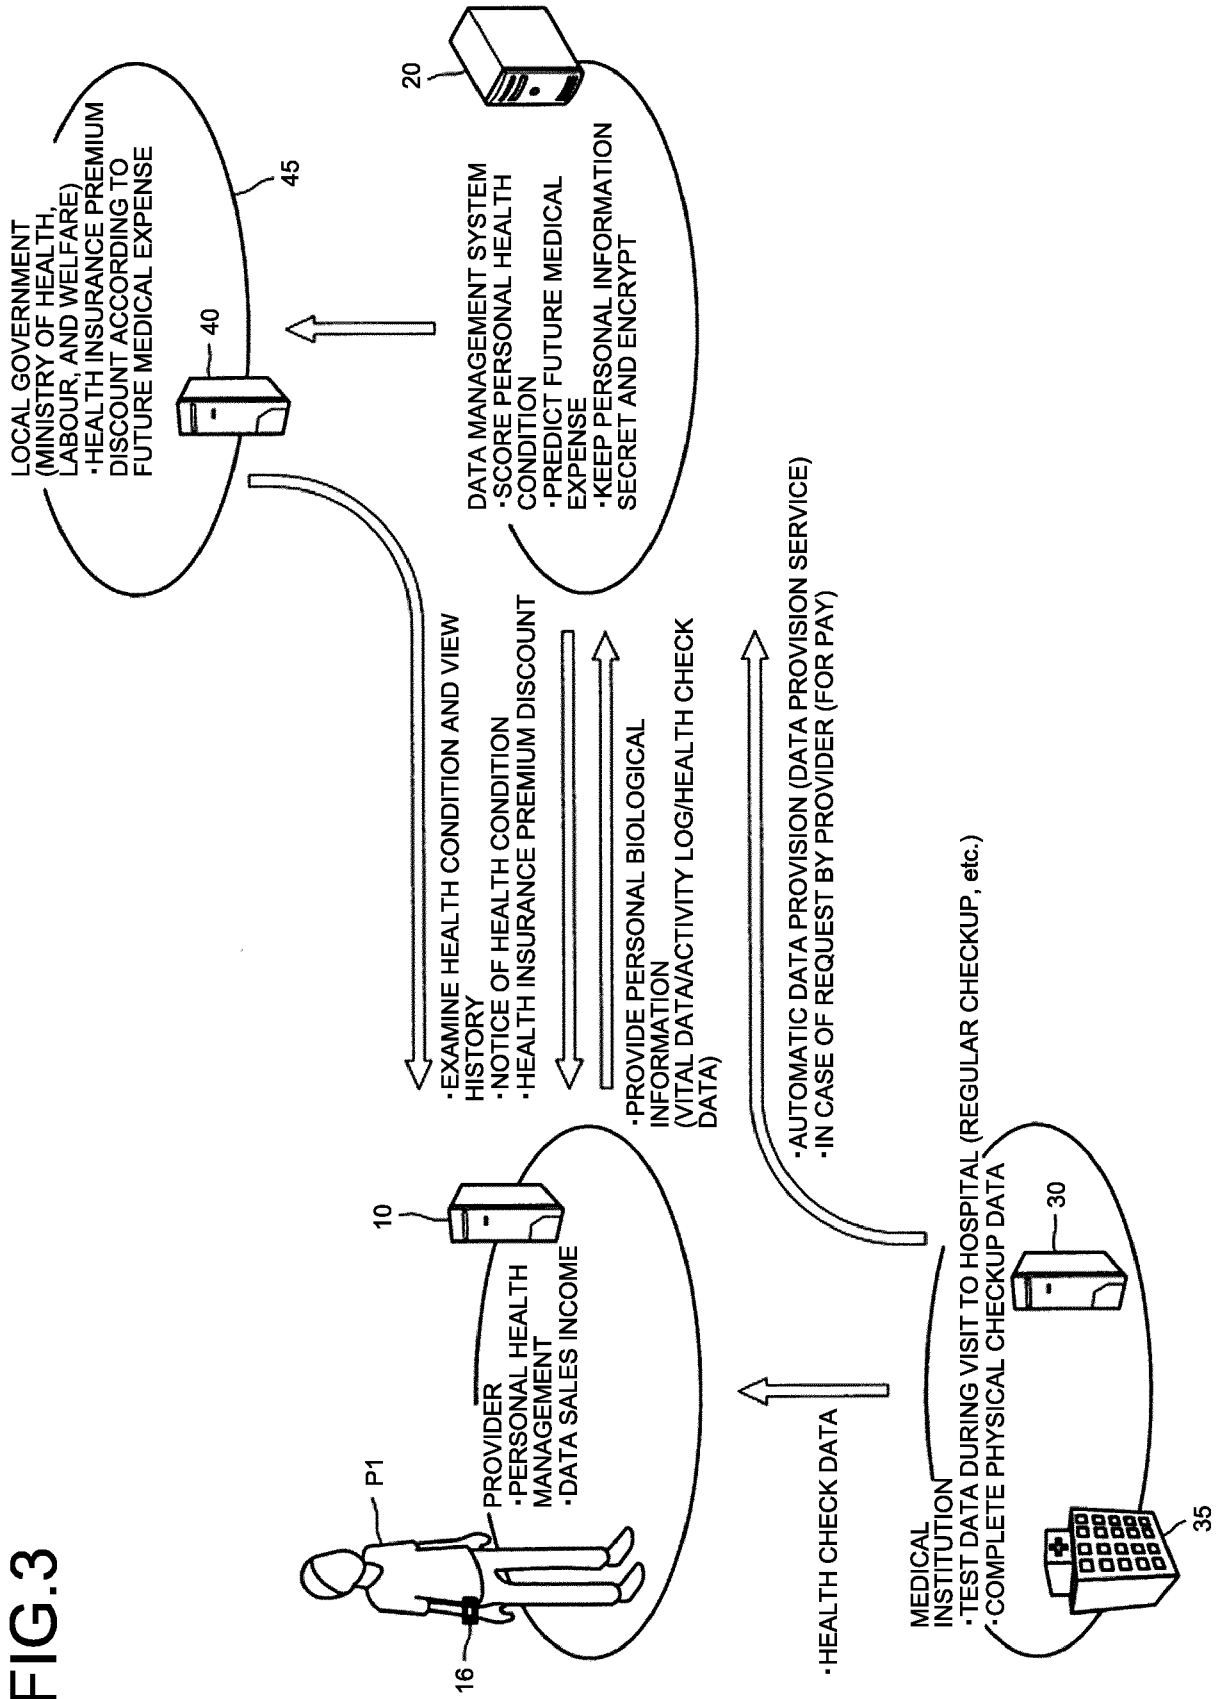 FIG.3
LOCAL GOVERNMENT
(MINISTRY OF HEALTH,
LABOUR, AND WELFARE)
·HEALTH INSURANCE PREMIUM
DISCOUNT ACCORDING TO
FUTURE MEDICAL EXPENSE
40
45
20
DATA MANAGEMENT SYSTEM
·SCORE PERSONAL HEALTH
CONDITION
·PREDICT FUTURE MEDICAL
EXPENSE
·KEEP PERSONAL INFORMATION
SECRET AND ENCRYPT
·EXAMINE HEALTH CONDITION AND VIEW
HISTORY
·NOTICE OF HEALTH CONDITION
·HEALTH INSURANCE PREMIUM DISCOUNT
·PROVIDE PERSONAL BIOLOGICAL
INFORMATION
(VITAL DATA/ACTIVITY LOG/HEALTH CHECK
DATA)
·AUTOMATIC DATA PROVISION (DATA PROVISION SERVICE)
·IN CASE OF REQUEST BY PROVIDER (FOR PAY)
P1
16
10
PROVIDER
·PERSONAL HEALTH
MANAGEMENT
·DATA SALES INCOME
·HEALTH CHECK DATA
MEDICAL
INSTITUTION
·TEST DATA DURING VISIT TO HOSPITAL (REGULAR CHECKUP, etc.)
·COMPLETE PHYSICAL CHECKUP DATA
30
35